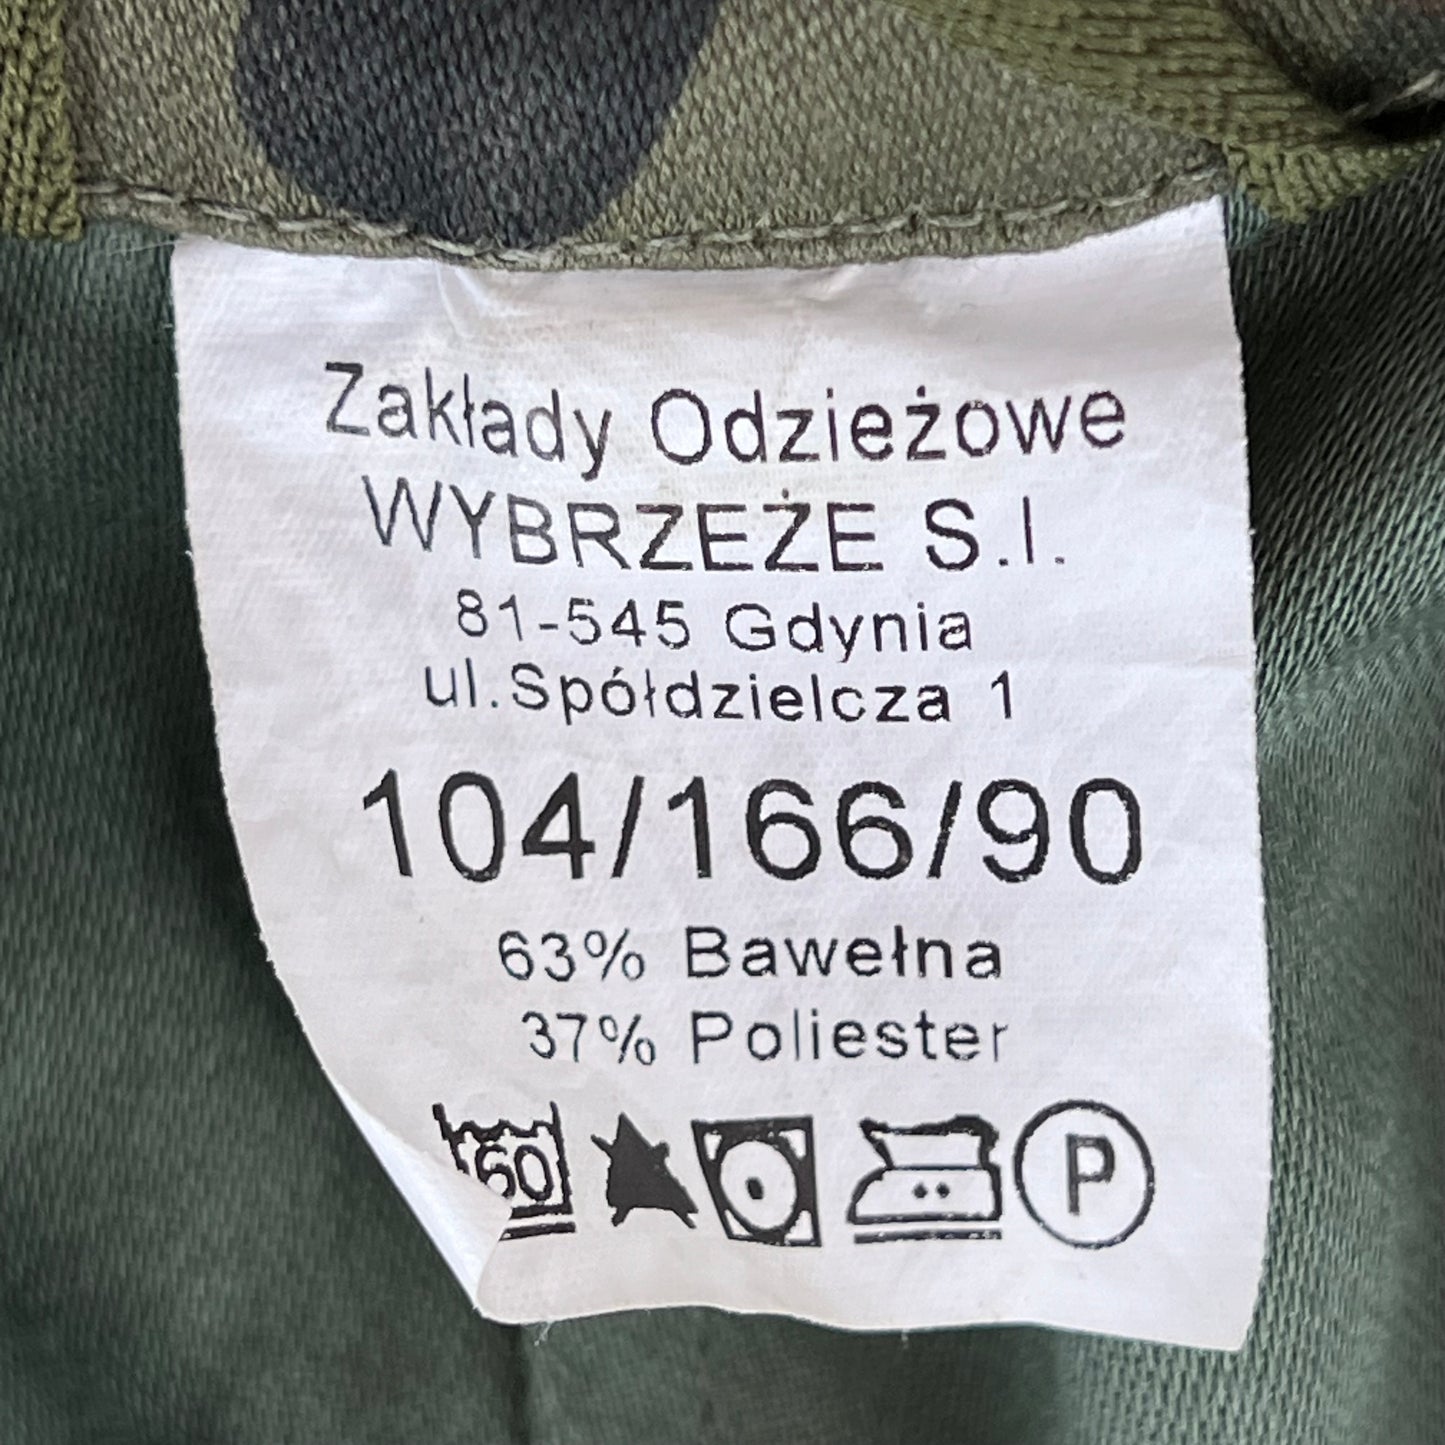 Zakłady Odzieżowe
WYBRZEŻE S.I.
81-545 Gdynia
ul.Spółdzielcza 1
104/166/90
63% Bawełna
37% Poliester
60 P